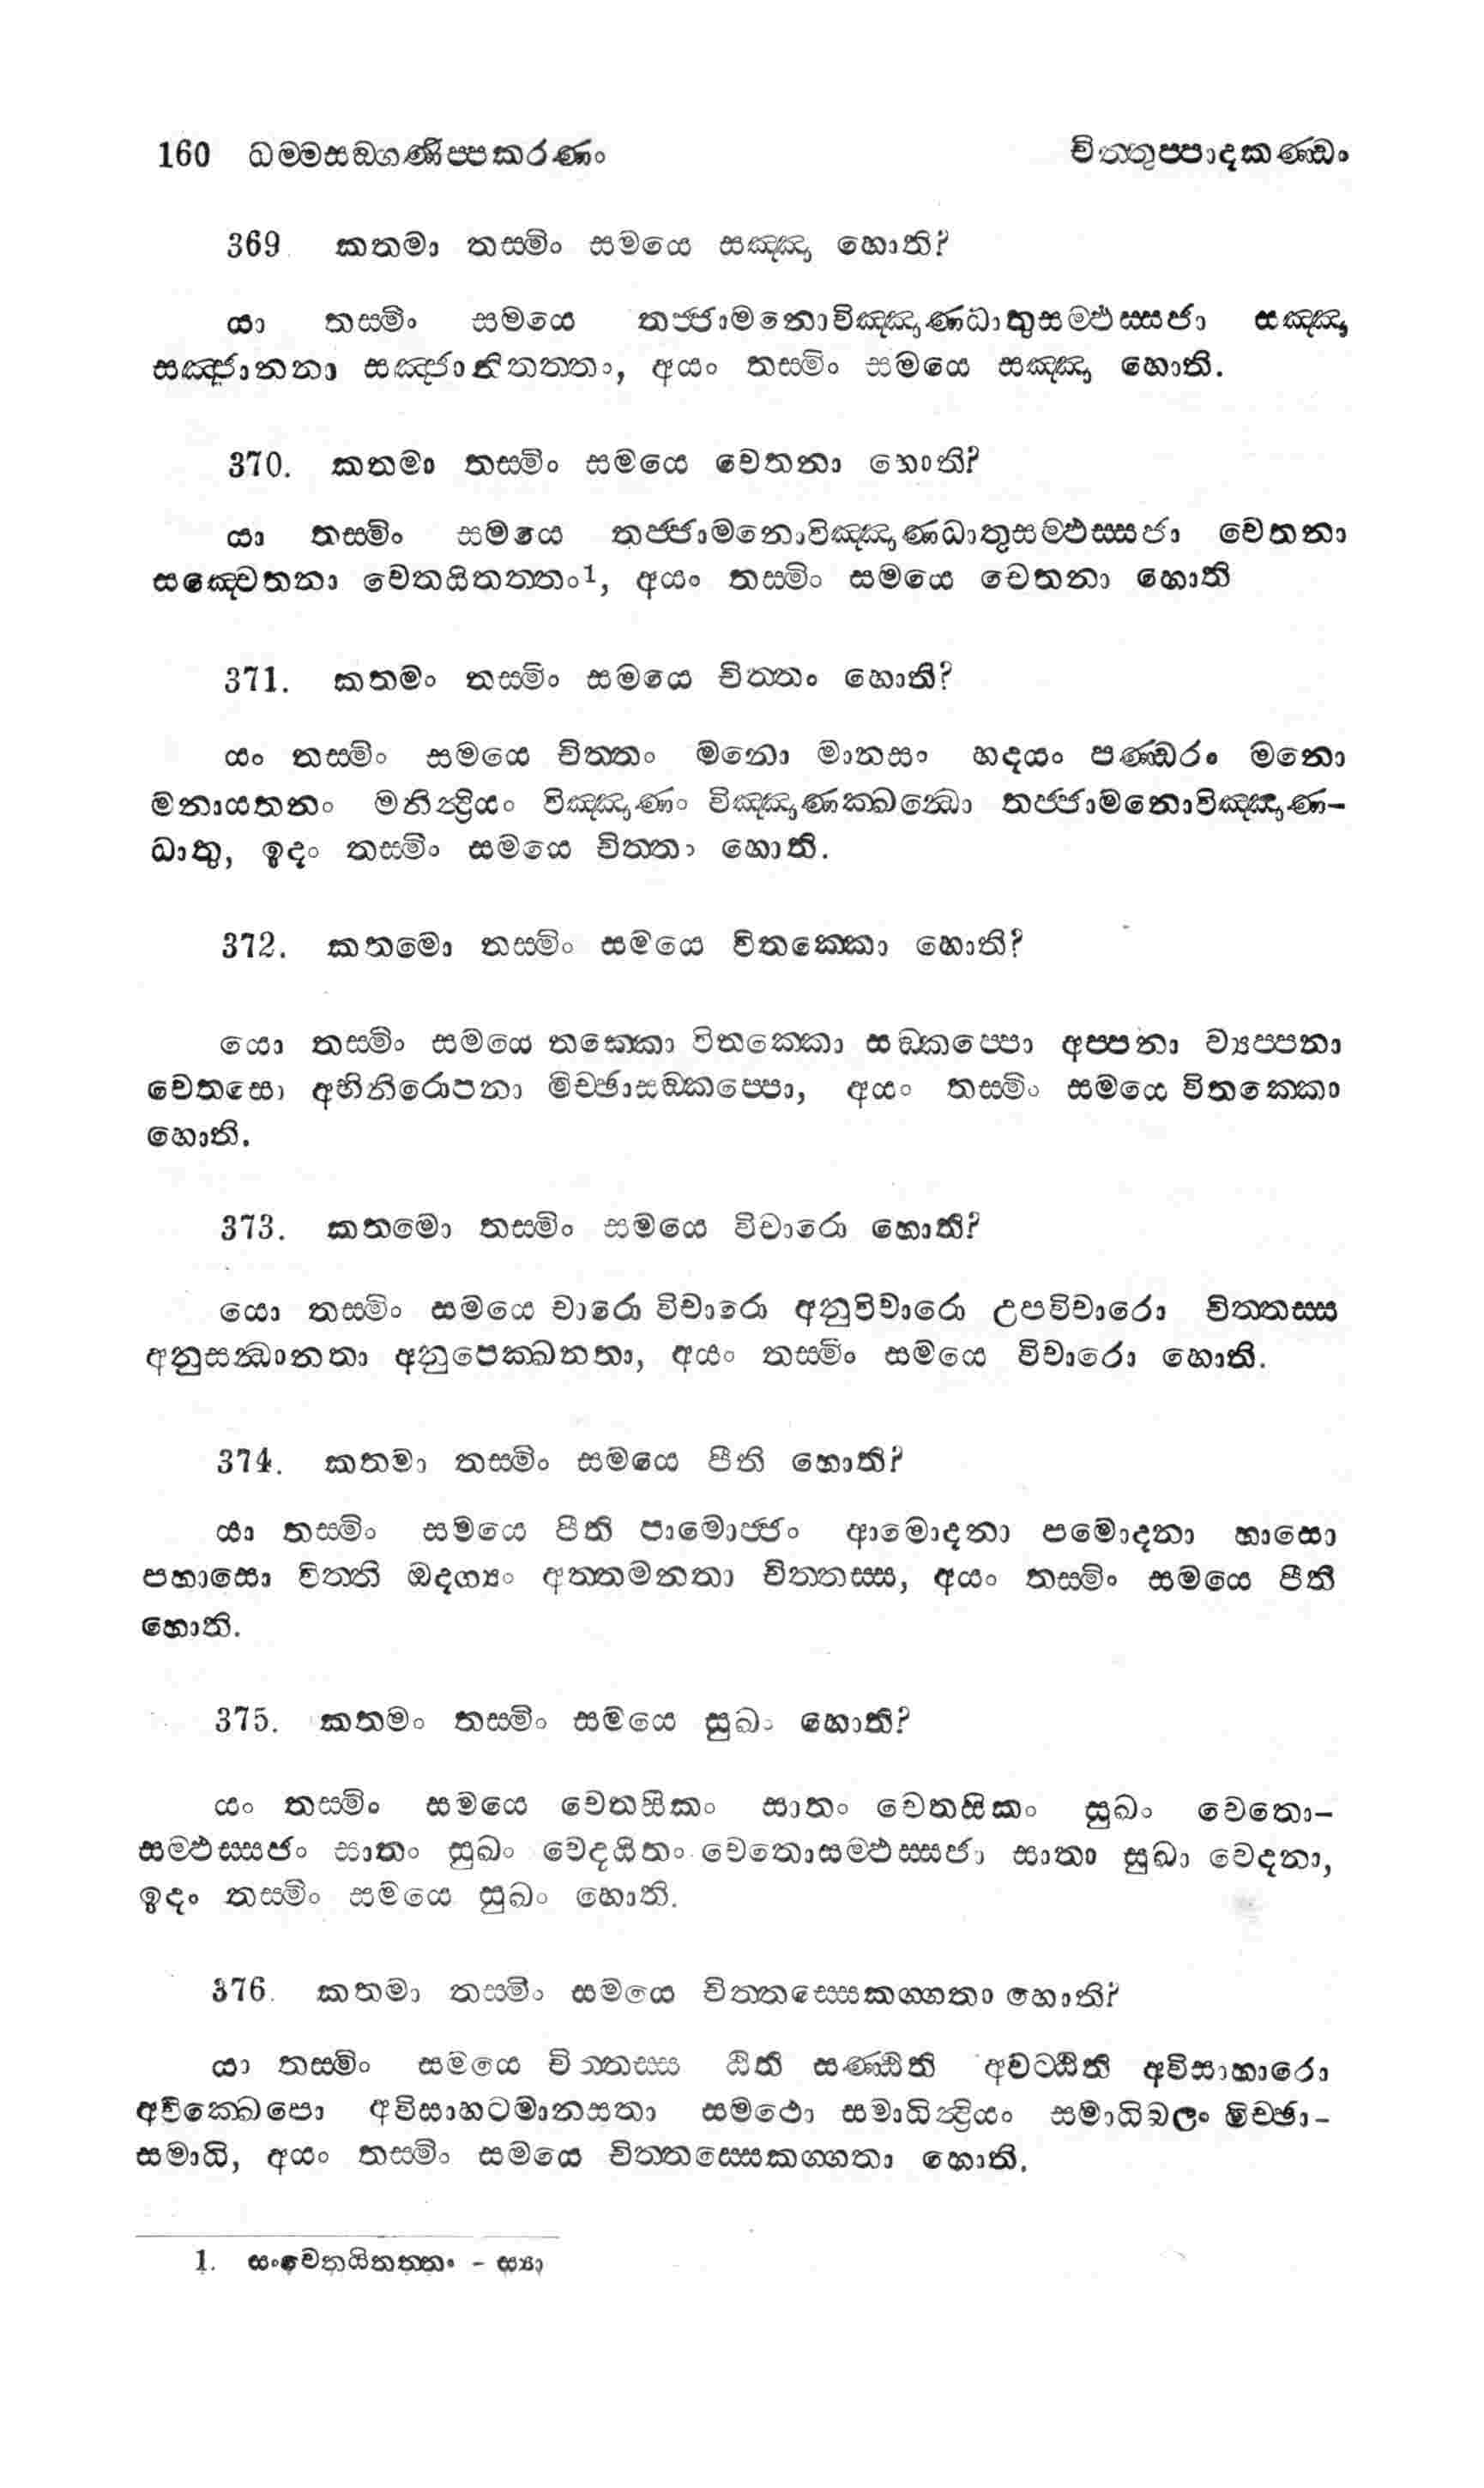 160 ධම්මසඞ්ගණිප්පකරණං චිත්තුප්පාදකණ්ඩං
369. කතමා තස්මිං සමයෙ සඤ්ඤා හොති?
යා තස්මිං සමයෙ තජ්ජාමනොවිඤ්ඤාණධාතුසම්ඵස්සජා සඤ්ඤා
සඤ්ජානනා සඤ්ජානිතත්තං, අයං තස්මිං සමයෙ සඤ්ඤා හොති.
370. කතමා තස්මිං සමයෙ චෙතනා හොති?
යා තස්මිං සමයෙ තජ්ජාමනොවිඤ්ඤාණධාතුසම්ඵස්සජා චෙතනා
සඤ්චෙතනා චෙතයිතත්තං1, අයං තස්මිං සමයෙ චෙතනා හොති
371. කතමං තස්මිං සමයෙ චිත්තං හොති?
යං තස්මිං සමයෙ චිත්තං මනො මානසං හදයං පණ්ඩරං මනො
මනායතනං මනින්ද්‍රියං විඤ්ඤාණං විඤ්ඤාණක්ඛන්ධො තජ්ජාමනොවිඤ්ඤාණ-
ධාතු, ඉදං තස්මිං සමයෙ චිත්තං හොති.
372. කතමො තස්මිං සමයෙ විතක්කො හොති?
යො තස්මිං සමයෙ තක්කො විතක්කො සඞ්කප්පො අප්පනා ව්‍යප්පනා
චෙතසො අභිනිරොපනා මිච්ඡාසඞ්කප්පො, අයං තස්මිං සමයෙ විතක්කො
හොති.
373. කතමො තස්මිං සමයෙ විචාරො හොති?
යො තස්මිං සමයෙ චාරො විචාරො අනුවිචාරො උපවිචාරො චිත්තස්ස
අනුසන්ධානතා අනුපෙක්ඛනතා, අයං තස්මිං සමයෙ විචාරො හොති.
374. කතමා තස්මිං සමයෙ පීති හොති?
යා තස්මිං සමයෙ පීති පාමොජ්ජං ආමොදනා පමොදනා හාසො
පහාසො විත්ති ඔදග්‍යං අත්තමනතා චිත්තස්ස, අයං තස්මිං සමයෙ පීති
හොති.
375. කතමං තස්මිං සමයෙ සුඛං හොති?
යං තස්මිං සමයෙ චෙතසිකං සාතං චෙතසිකං සුඛං චෙතො-
සම්ඵස්සජං සාතං සුඛං වෙදයිතං චෙතොසම්ඵස්සජා සාතා සුඛා වෙදනා,
ඉදං තස්මිං සමයෙ සුඛං හොති.
376. කතමා තස්මිං සමයෙ චිත්තස්සෙකග්ගතා හොති?
යා තස්මිං සමයෙ චිත්තස්ස ඨිති සණ්ඨිති අවට්ඨිති අවිසාහාරො
අවික්ඛෙපො අවිසාහටමානසතා සමථො සමාධින්ද්‍රියං සමාධිබලං මිච්ඡා-
සමාධි, අයං තස්මිං සමයෙ චිත්තස්සෙකග්ගතා හොති.
1. සංචෙතයිතත්තං - ස්‍යා